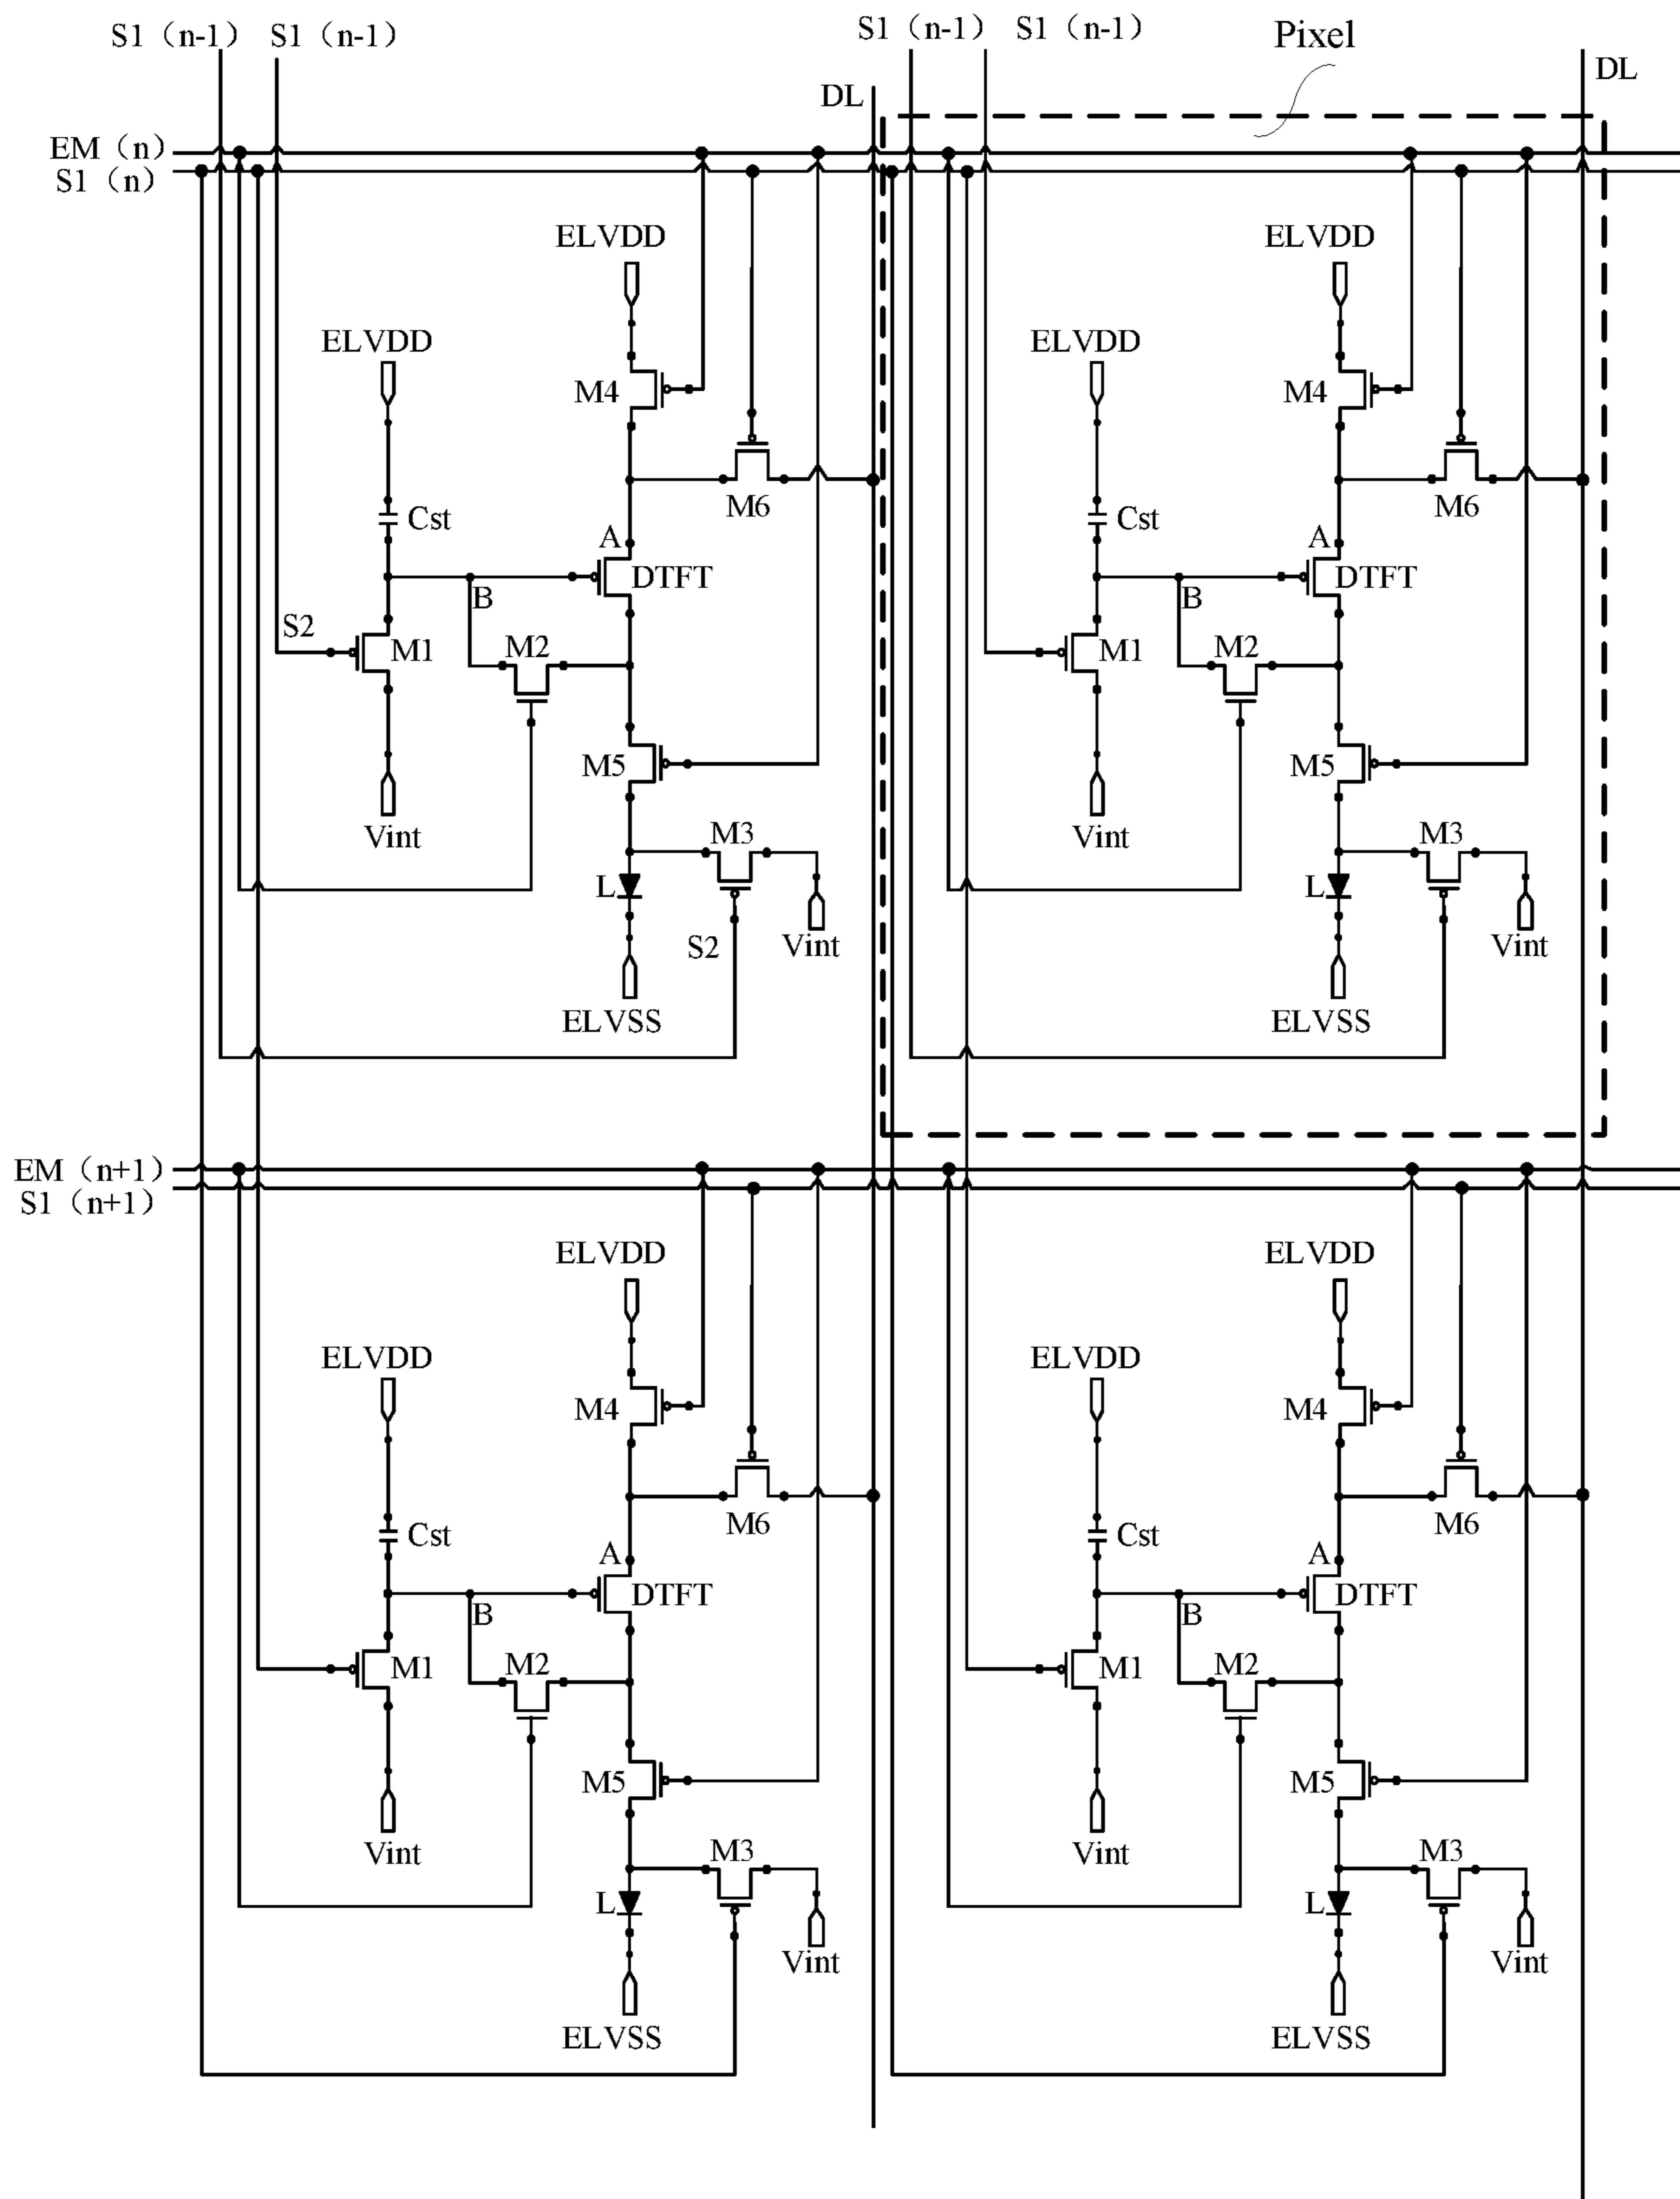 S1（n-1） S1（n-1） S1（n-1） S1（n-1） Pixel
DL DL
EM（n）
S1（n）
ELVDD ELVDD
ELVDD ELVDD
M4 M4
M6 M6
Cst Cst
A A
DTFT DTFT
B B
S2
M1 M2 M1 M2
M5 M5
Vint M3 Vint M3
L L
S2 Vint Vint
ELVSS ELVSS
EM（n+1）
S1（n+1）
ELVDD ELVDD
ELVDD ELVDD
M4 M4
M6 M6
Cst Cst
A A
DTFT DTFT
B B
M1 M2 M1 M2
M5 M5
Vint M3 Vint M3
L L
Vint Vint
ELVSS ELVSS